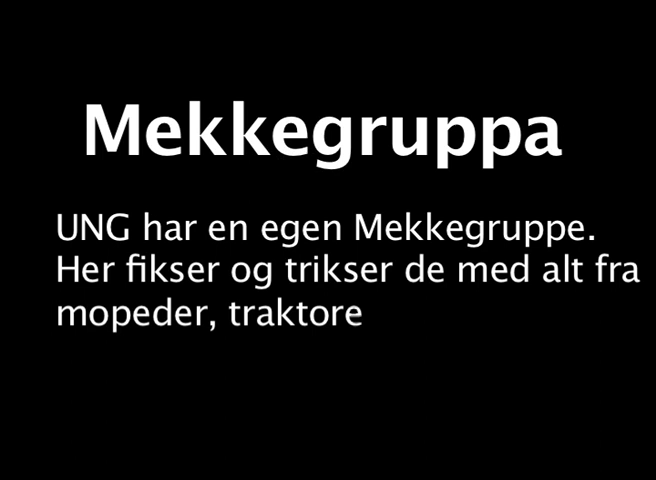 Mekkegruppa
UNG har en egen Mekkegruppe.
Her fikser og trikser de med alt fra
mopeder, traktore